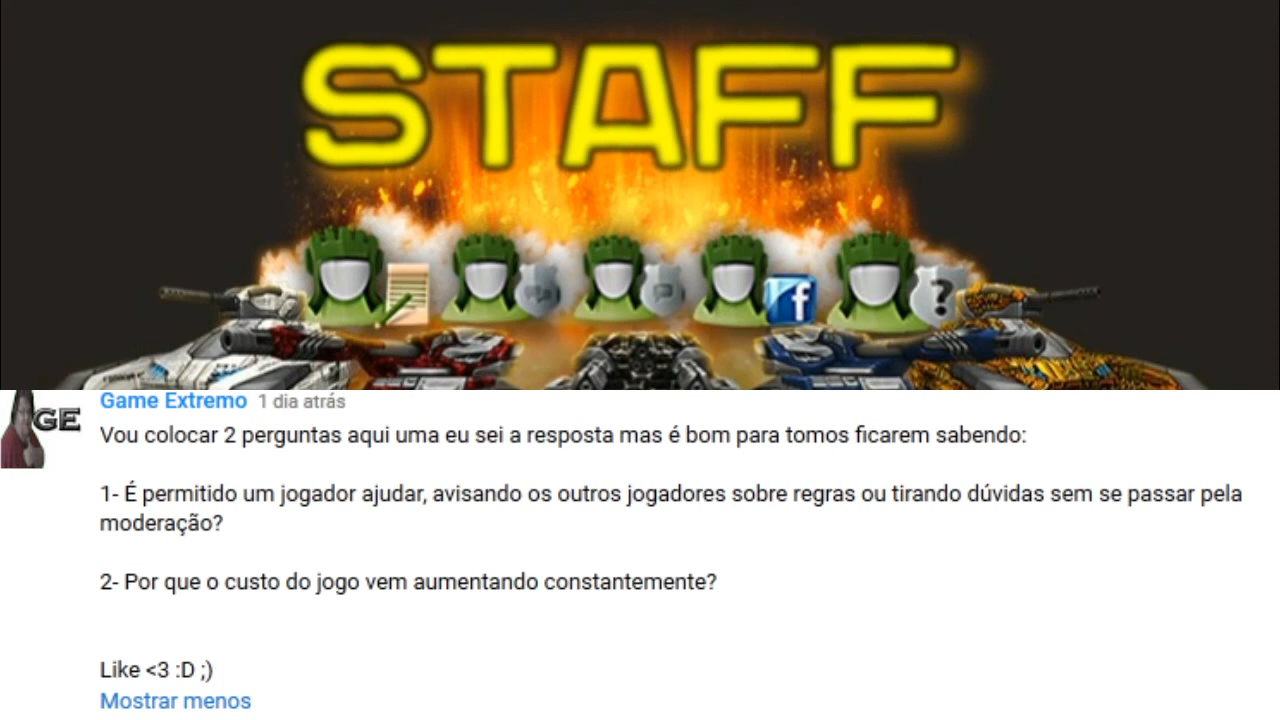 STAFF
f
?
GE
Game Extremo 1 dia atrás
Vou colocar 2 perguntas aqui uma eu sei a resposta mas é bom para tomos ficarem sabendo:
1- É permitido um jogador ajudar, avisando os outros jogadores sobre regras ou tirando dúvidas sem se passar pela
moderação?
2- Por que o custo do jogo vem aumentando constantemente?
Like <3 :D ;)
Mostrar menos